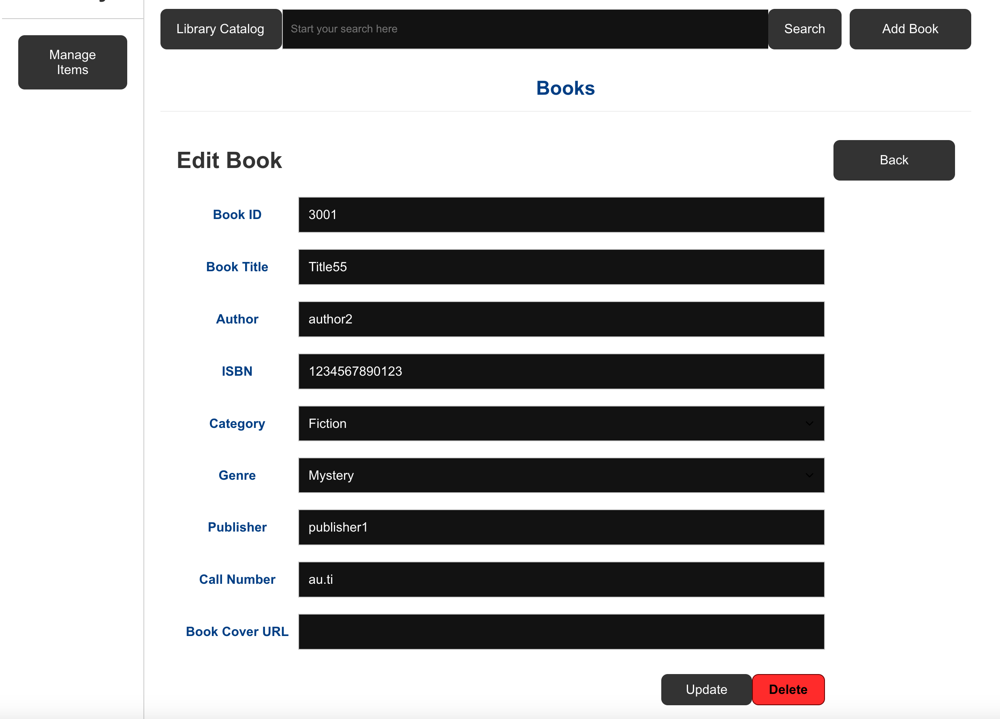 Library Catalog
Start your search here
Search
Add Book
Manage
Items
Books
Edit Book
Back
Book ID
3001
Book Title
Title55
Author
author2
ISBN
1234567890123
Category
Fiction
Genre
Mystery
Publisher
publisher1
Call Number
au.ti
Book Cover URL
Update
Delete